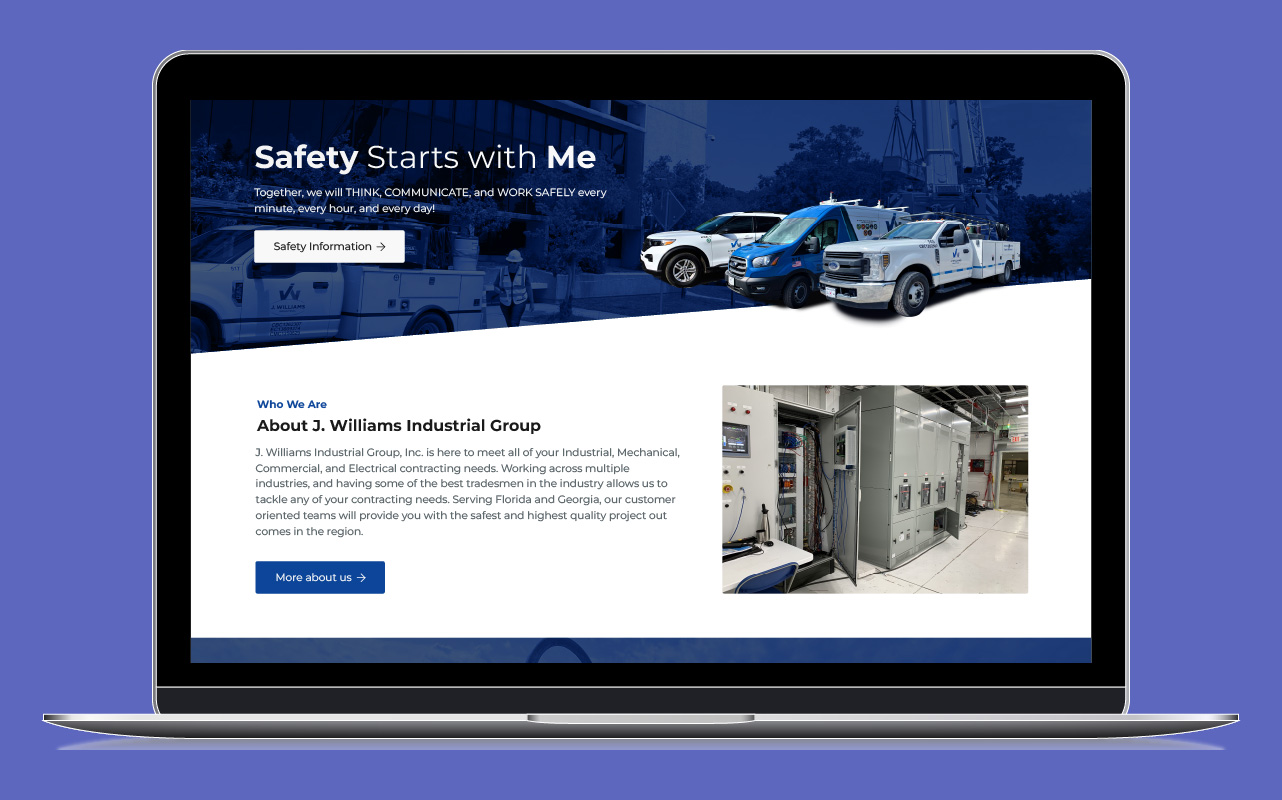 Safety Starts with Me
Together, we will THINK, COMMUNICATE, and WORK SAFELY every
minute, every hour, and every day!
Safety Information →
J. WILLIAMS
Who We Are
About J. Williams Industrial Group
J. Williams Industrial Group, Inc. is here to meet all of your Industrial, Mechanical,
Commercial, and Electrical contracting needs. Working across multiple
industries, and having some of the best tradesmen in the industry allows us to
tackle any of your contracting needs. Serving Florida and Georgia, our customer
oriented teams will provide you with the safest and highest quality project out
comes in the region.
More about us →